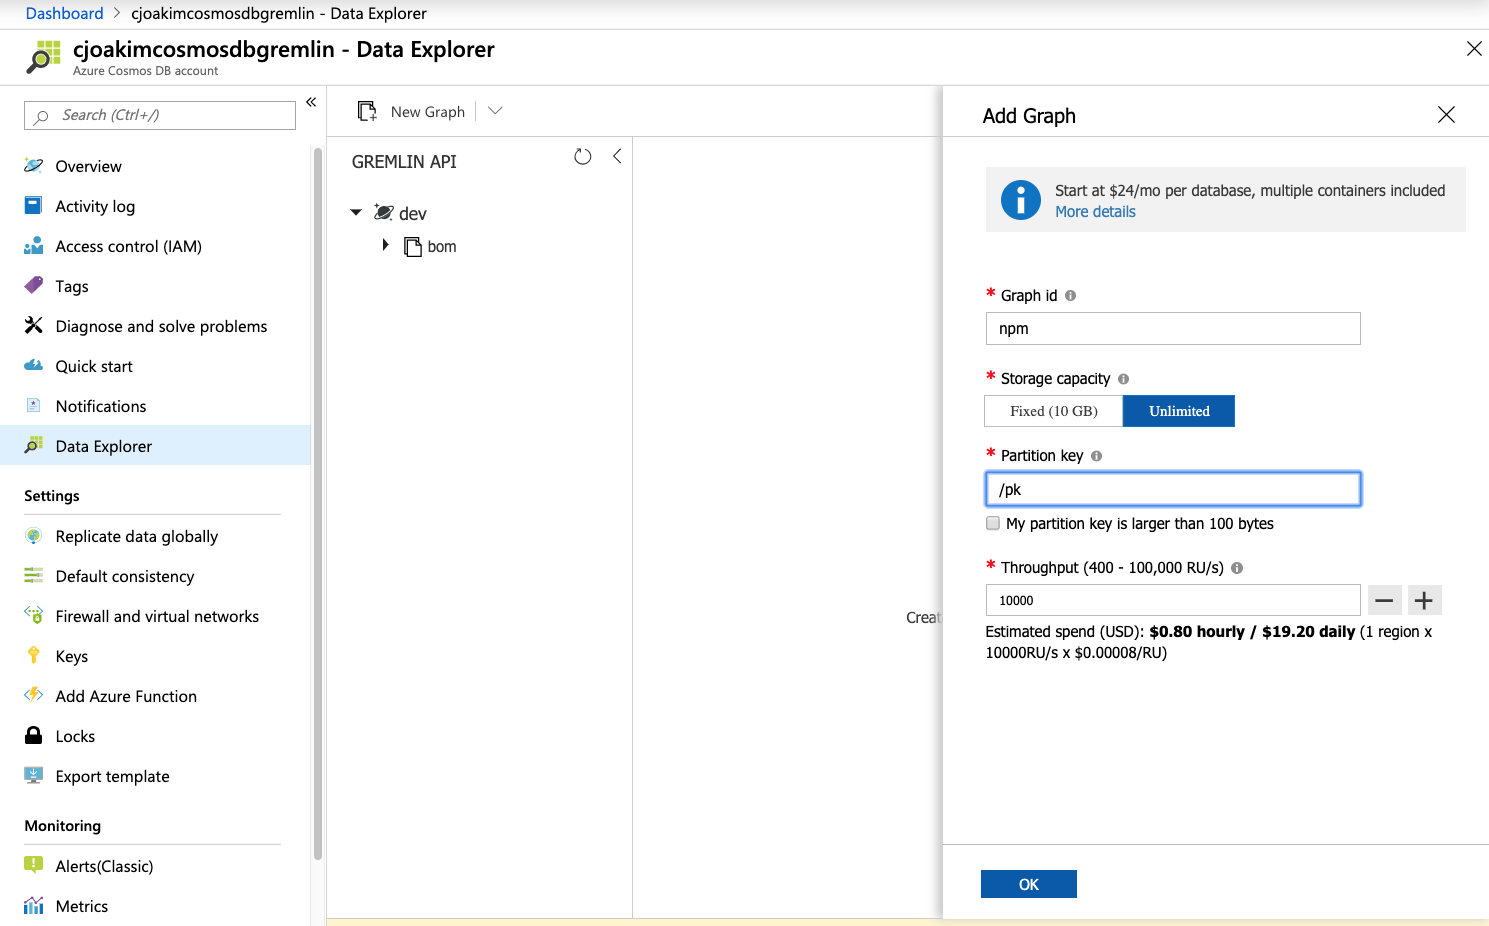 Dashboard > cjoakimcosmosdbgremlin - Data Explorer
cjoakimcosmosdbgremlin - Data Explorer
Azure Cosmos DB account
Search (Ctrl+/)
Overview
Activity log
Access control (IAM)
Tags
Diagnose and solve problems
Quick start
Notifications
Data Explorer
Settings
Replicate data globally
Default consistency
Firewall and virtual networks
Keys
Add Azure Function
Locks
Export template
Monitoring
Alerts(Classic)
Metrics
New Graph
GREMLIN API
dev
bom
Creat
Add Graph
Start at $24/mo per database, multiple containers included
More details
* Graph id
npm
* Storage capacity
Fixed (10 GB) Unlimited
* Partition key
/pk
My partition key is larger than 100 bytes
* Throughput (400 - 100,000 RU/s)
10000
Estimated spend (USD): $0.80 hourly / $19.20 daily (1 region x
10000RU/s x $0.00008/RU)
OK